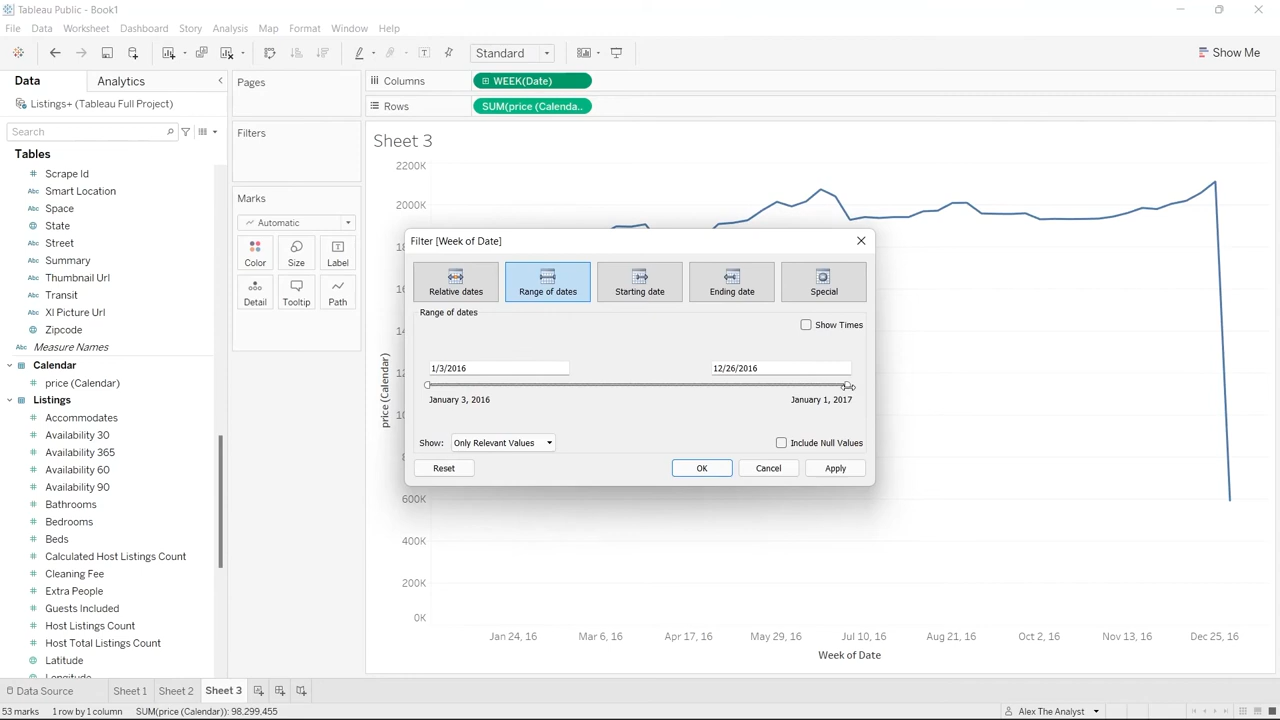 Tableau Public - Book1
File Data Worksheet Dashboard Story Analysis Map Format Window Help
Standard
Show Me
Data Analytics
Listings+ (Tableau Full Project)
Search
Tables
# Scrape Id
Abc Smart Location
Abc Space
State
Abc Street
Abc Summary
Abc Thumbnail Url
Abc Transit
Abc Xl Picture Url
Zipcode
Abc Measure Names
Calendar
# price (Calendar)
Listings
# Accommodates
# Availability 30
# Availability 365
# Availability 60
# Availability 90
# Bathrooms
# Bedrooms
# Beds
# Calculated Host Listings Count
# Cleaning Fee
# Extra People
# Guests Included
# Host Listings Count
# Host Total Listings Count
Latitude
Pages
Filters
Marks
Automatic
Color Size Label
Detail Tooltip Path
Columns WEEK(Date)
Rows SUM(price (Calenda..
Sheet 3
2200K
2000K
600K
400K
200K
0K
price (Calendar)
Jan 24, 16 Mar 6, 16 Apr 17, 16 May 29, 16 Jul 10, 16 Aug 21, 16 Oct 2, 16 Nov 13, 16 Dec 25, 16
Week of Date
Filter [Week of Date]
Relative dates Range of dates Starting date Ending date Special
Range of dates
Show Times
1/3/2016 12/26/2016
January 3, 2016 January 1, 2017
Show: Only Relevant Values Include Null Values
Reset OK Cancel Apply
Data Source Sheet 1 Sheet 2 Sheet 3
53 marks 1 row by 1 column SUM(price (Calendar)): 98,299,455
Alex The Analyst